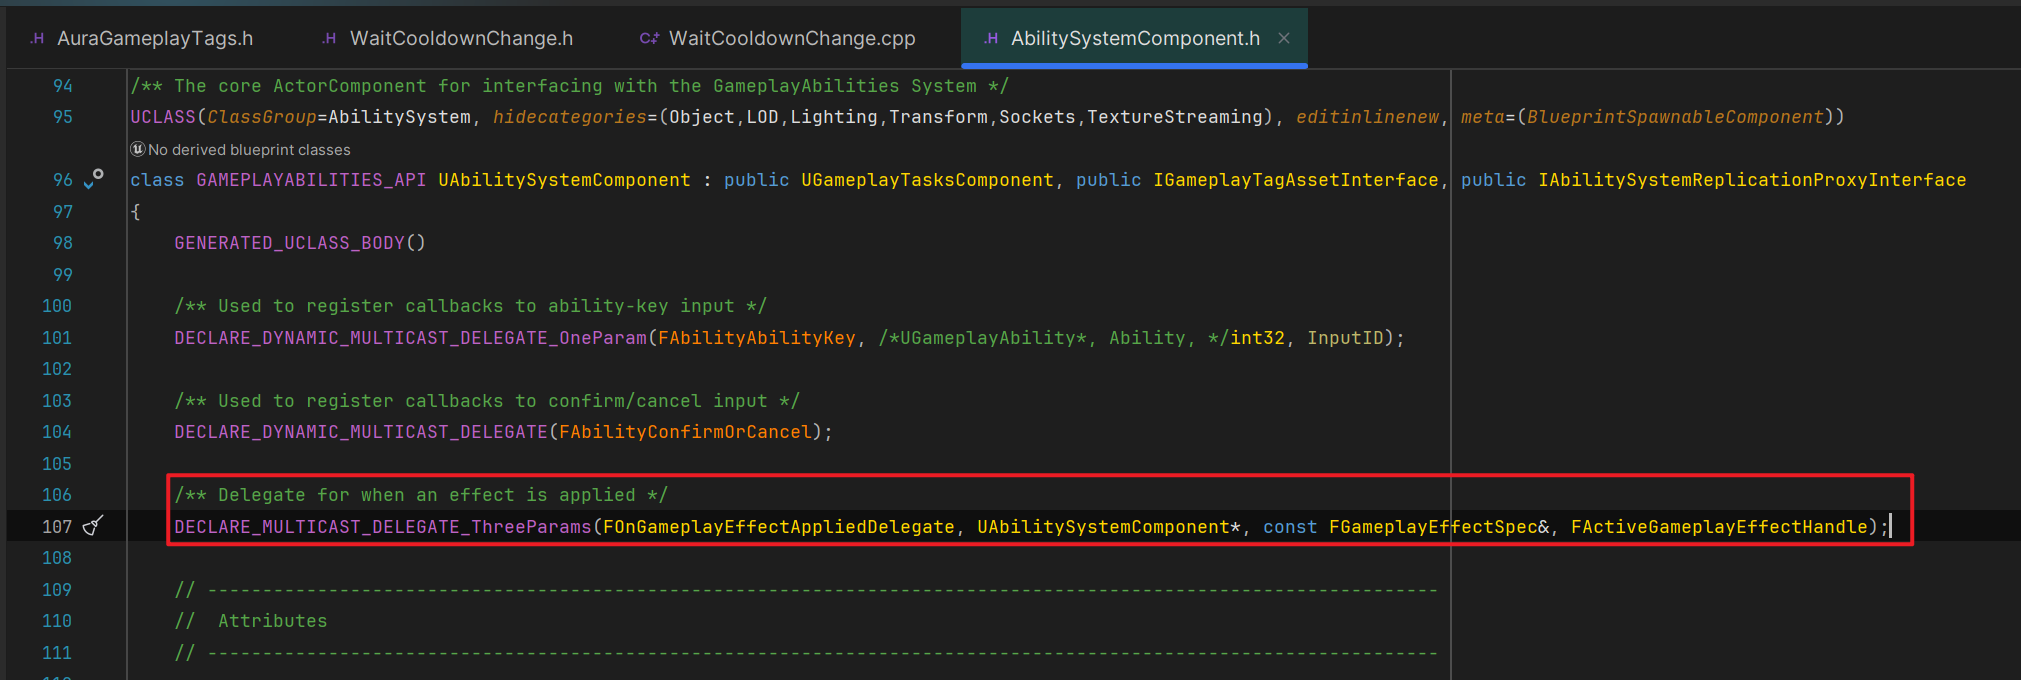 .H AuraGameplayTags.h .H WaitCooldownChange.h C++ WaitCooldownChange.cpp .H AbilitySystemComponent.h ×
94 /** The core ActorComponent for interfacing with the GameplayAbilities System */
95 UCLASS(ClassGroup=AbilitySystem, hidecategories=(Object,LOD,Lighting,Transform,Sockets,TextureStreaming), editinlinenew, meta=(BlueprintSpawnableComponent))
No derived blueprint classes
96 class GAMEPLAYABILITIES_API UAbilitySystemComponent : public UGameplayTasksComponent, public IGameplayTagAssetInterface, public IAbilitySystemReplicationProxyInterface
97 {
98 GENERATED_UCLASS_BODY()
99
100 /** Used to register callbacks to ability-key input */
101 DECLARE_DYNAMIC_MULTICAST_DELEGATE_OneParam(FAbilityAbilityKey, /*UGameplayAbility*, Ability, */int32, InputID);
102
103 /** Used to register callbacks to confirm/cancel input */
104 DECLARE_DYNAMIC_MULTICAST_DELEGATE(FAbilityConfirmOrCancel);
105
106 /** Delegate for when an effect is applied */
107 DECLARE_MULTICAST_DELEGATE_ThreeParams(FOnGameplayEffectAppliedDelegate, UAbilitySystemComponent*, const FGameplayEffectSpec&, FActiveGameplayEffectHandle);
108
109 // ----------------------------------------------------------------------------------------------------------------
110 // Attributes
111 // ----------------------------------------------------------------------------------------------------------------